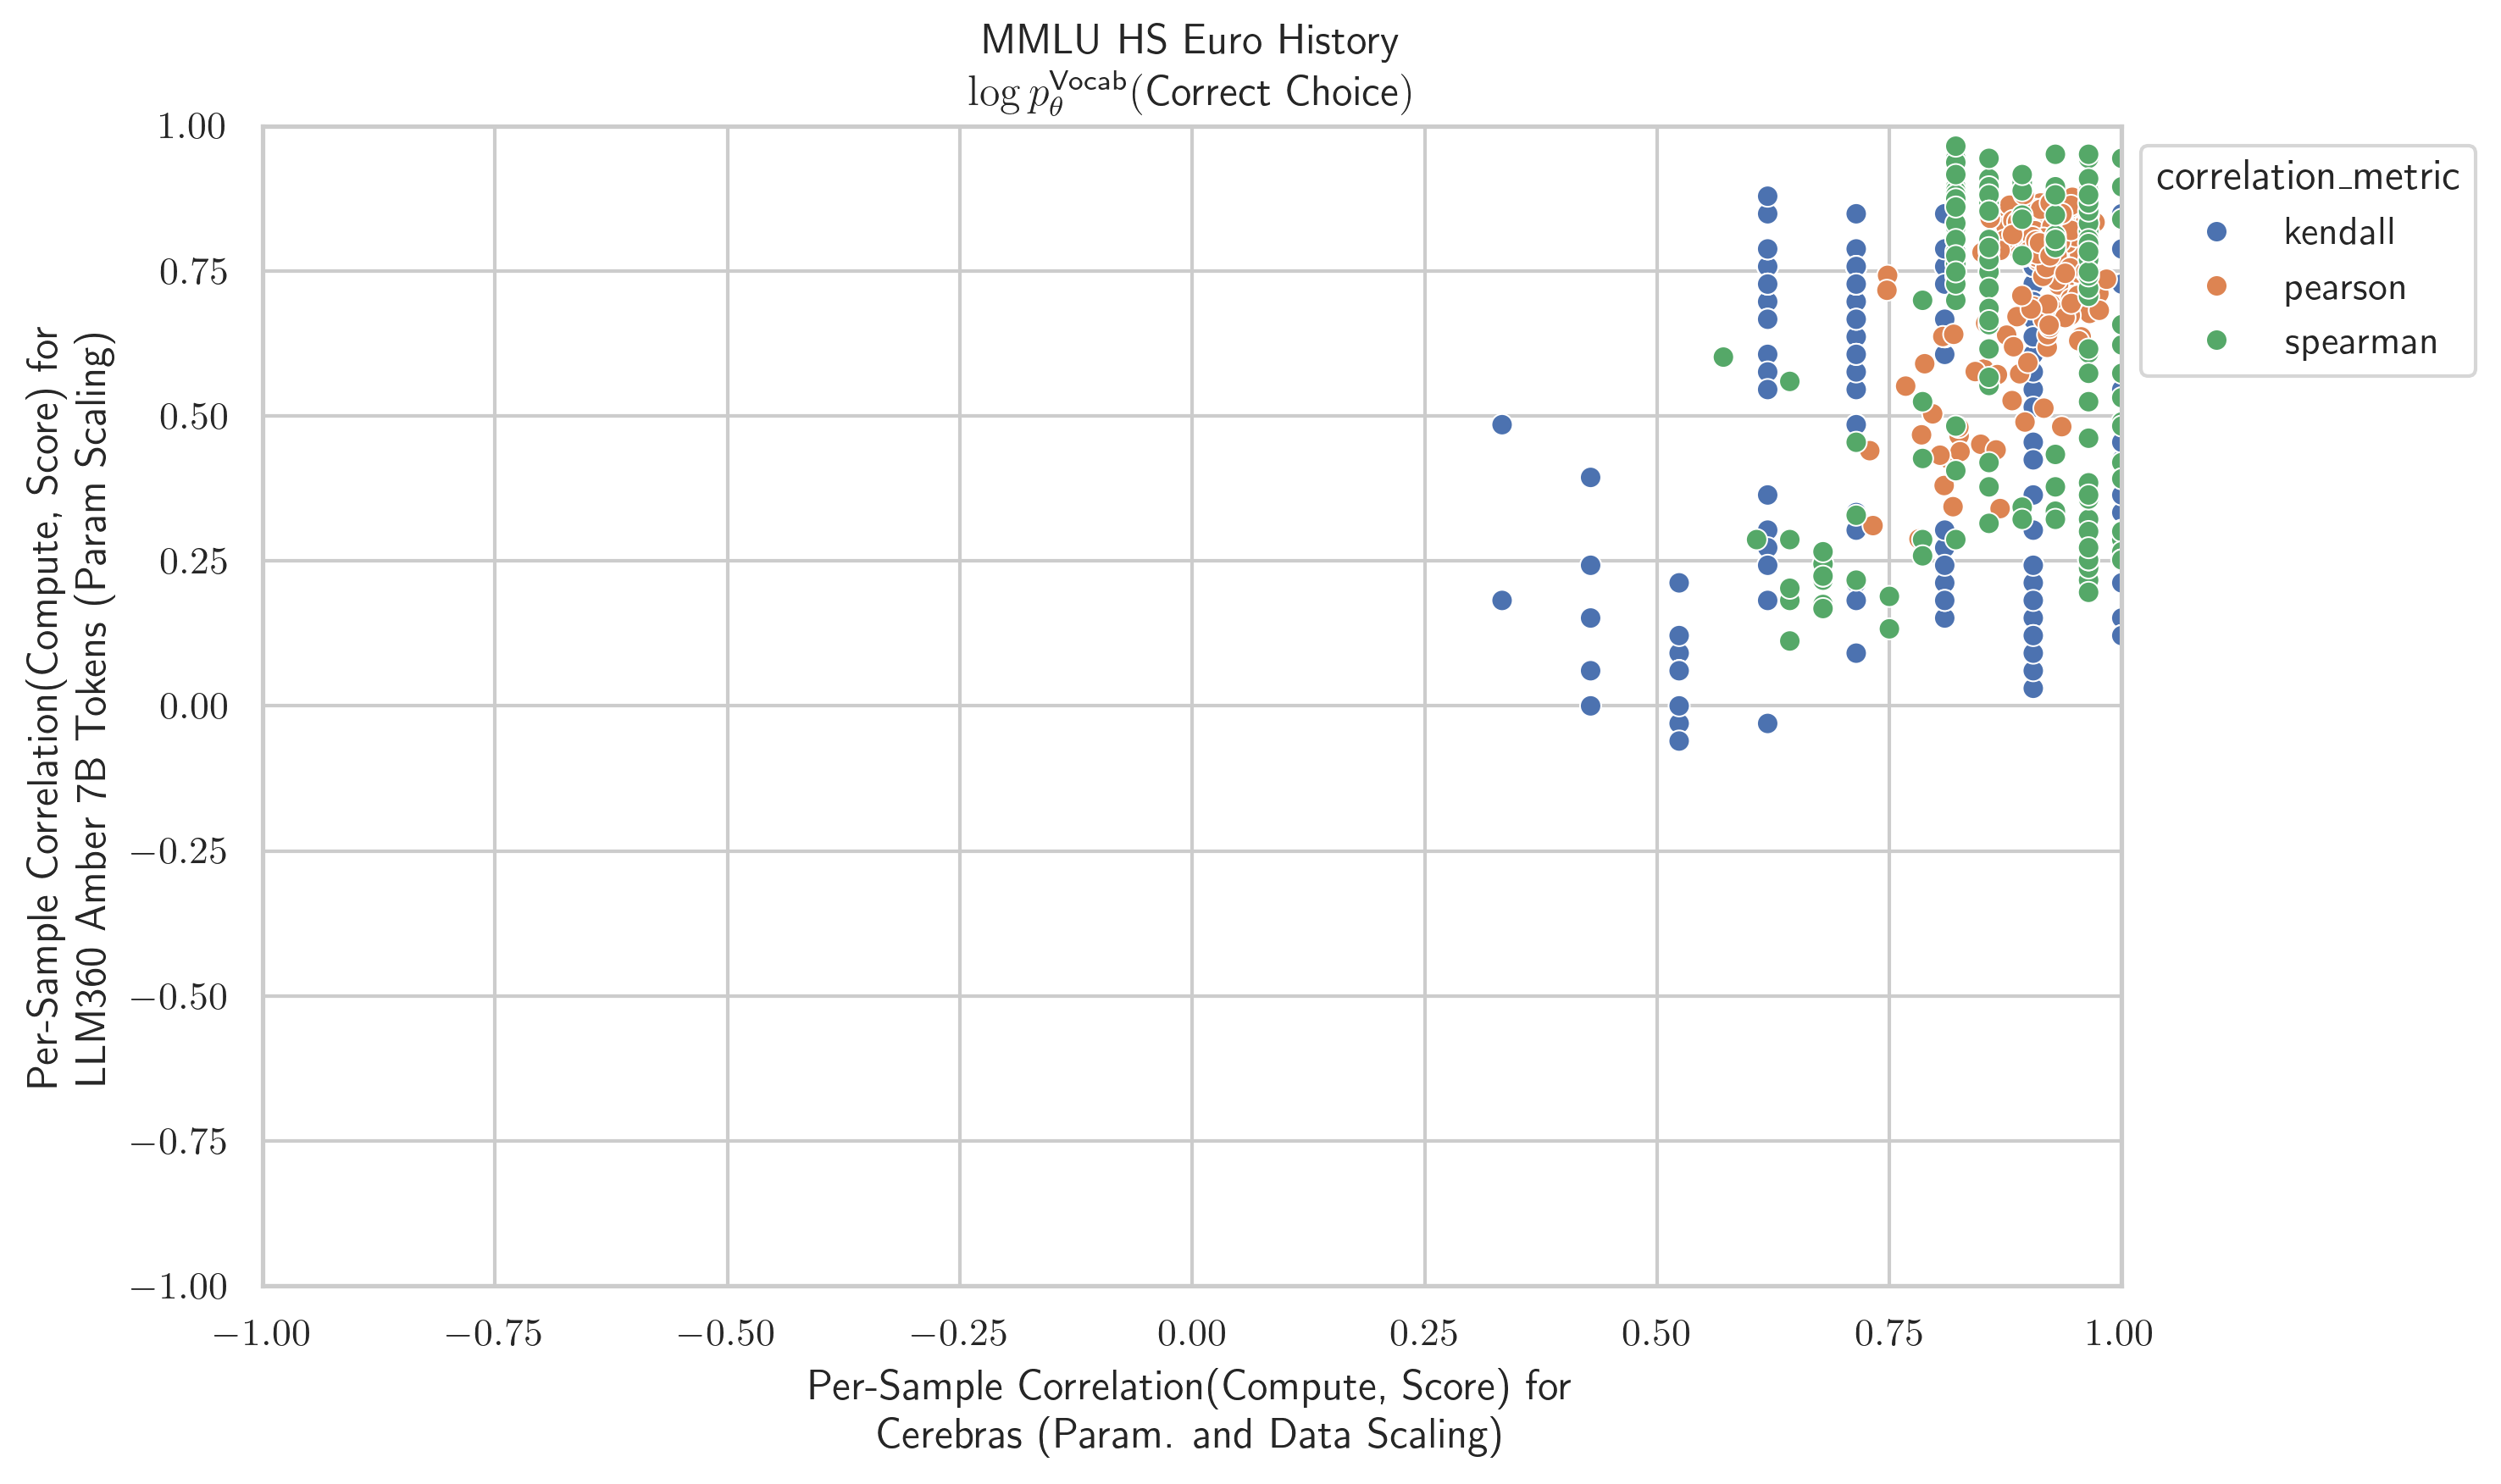 MMLU HS Euro History
log p_θ^Vocab(Correct Choice)
1.00
0.75
0.50
0.25
0.00
−0.25
−0.50
−0.75
−1.00
Per-Sample Correlation(Compute, Score) for
LLM360 Amber 7B Tokens (Param Scaling)
correlation_metric
kendall
pearson
spearman
−1.00 −0.75 −0.50 −0.25 0.00 0.25 0.50 0.75 1.00
Per-Sample Correlation(Compute, Score) for
Cerebras (Param. and Data Scaling)